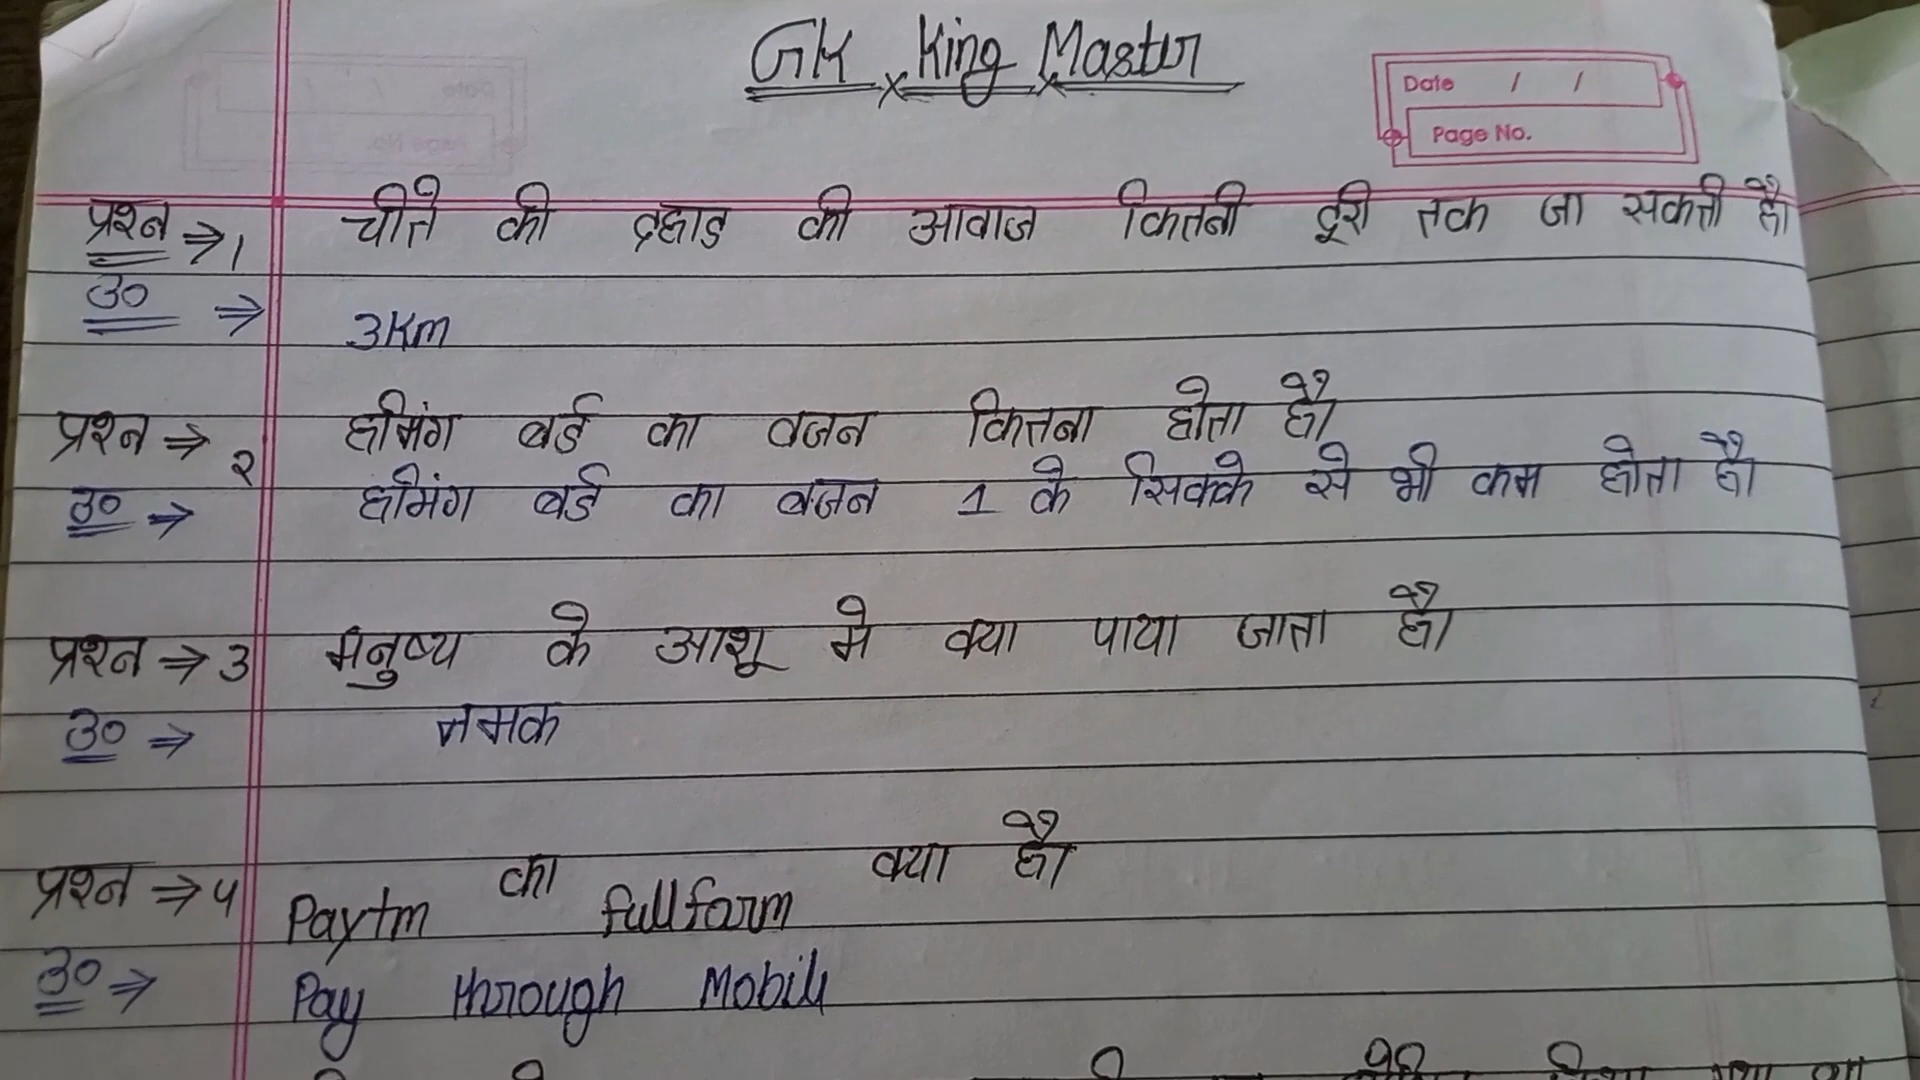 GK King Master
Date / /
Page No.
प्रश्न ⇒1 चीते की दहाड की आवाज कितनी दूरी तक जा सकती है।
उ० ⇒ 3Km
प्रश्न ⇒ २ हमिंग बर्ड का वजन कितना होता है।
उ० ⇒ हमिंग बर्ड का वजन 1 के सिक्के से भी कम होता है।
प्रश्न ⇒ 3 मनुष्य के आशू मे क्या पाया जाता है।
उ० ⇒ नमक
प्रश्न ⇒ 4 Paytm का fullform क्या है।
उ० ⇒ Pay through Mobile